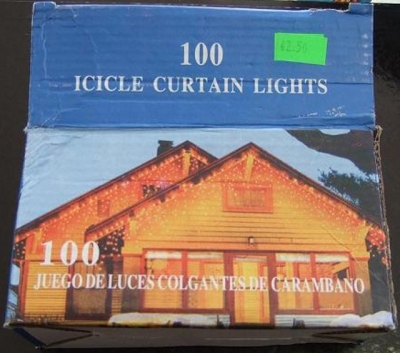 100
£2.50
ICICLE CURTAIN LIGHTS
100
JUEGO DE LUCES COLGANTES DE CARAMBANO